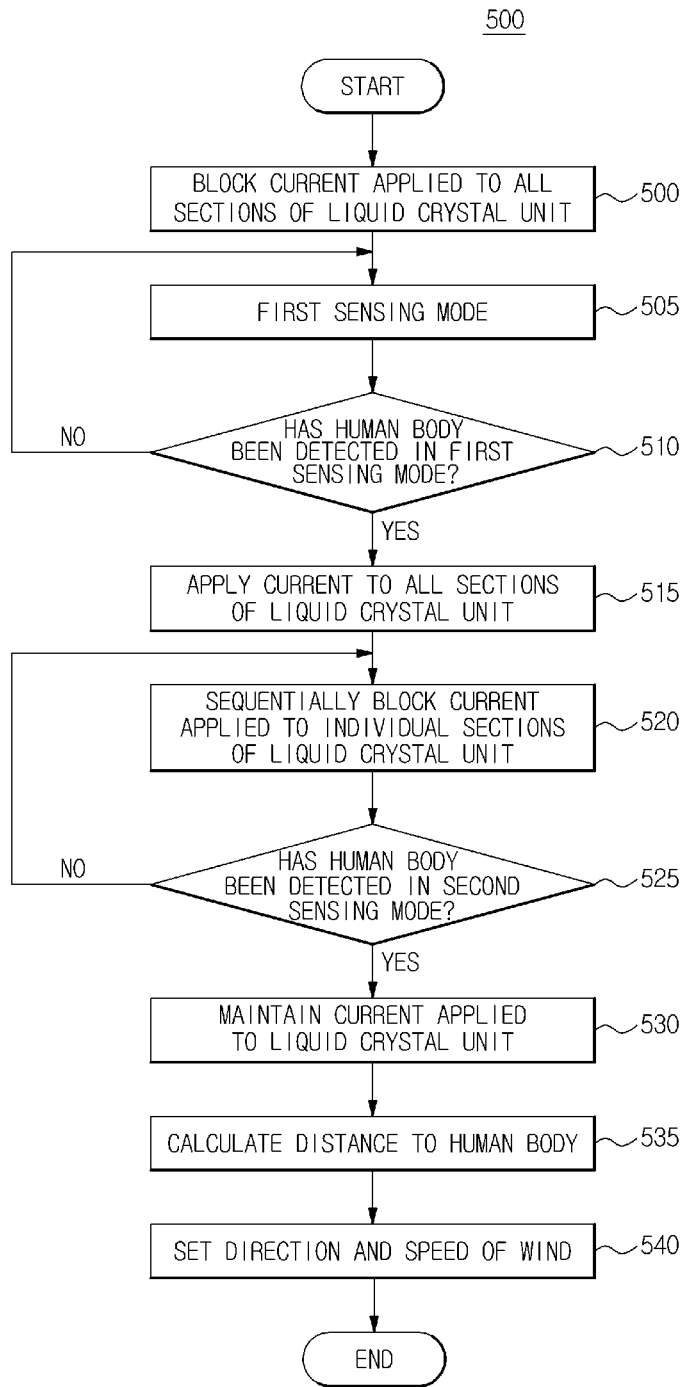 500
START
BLOCK CURRENT APPLIED TO ALL
SECTIONS OF LIQUID CRYSTAL UNIT
500
FIRST SENSING MODE
505
HAS HUMAN BODY
BEEN DETECTED IN FIRST
SENSING MODE?
510
NO
YES
APPLY CURRENT TO ALL SECTIONS
OF LIQUID CRYSTAL UNIT
515
SEQUENTIALLY BLOCK CURRENT
APPLIED TO INDIVIDUAL SECTIONS
OF LIQUID CRYSTAL UNIT
520
HAS HUMAN BODY
BEEN DETECTED IN SECOND
SENSING MODE?
525
NO
YES
MAINTAIN CURRENT APPLIED
TO LIQUID CRYSTAL UNIT
530
CALCULATE DISTANCE TO HUMAN BODY
535
SET DIRECTION AND SPEED OF WIND
540
END